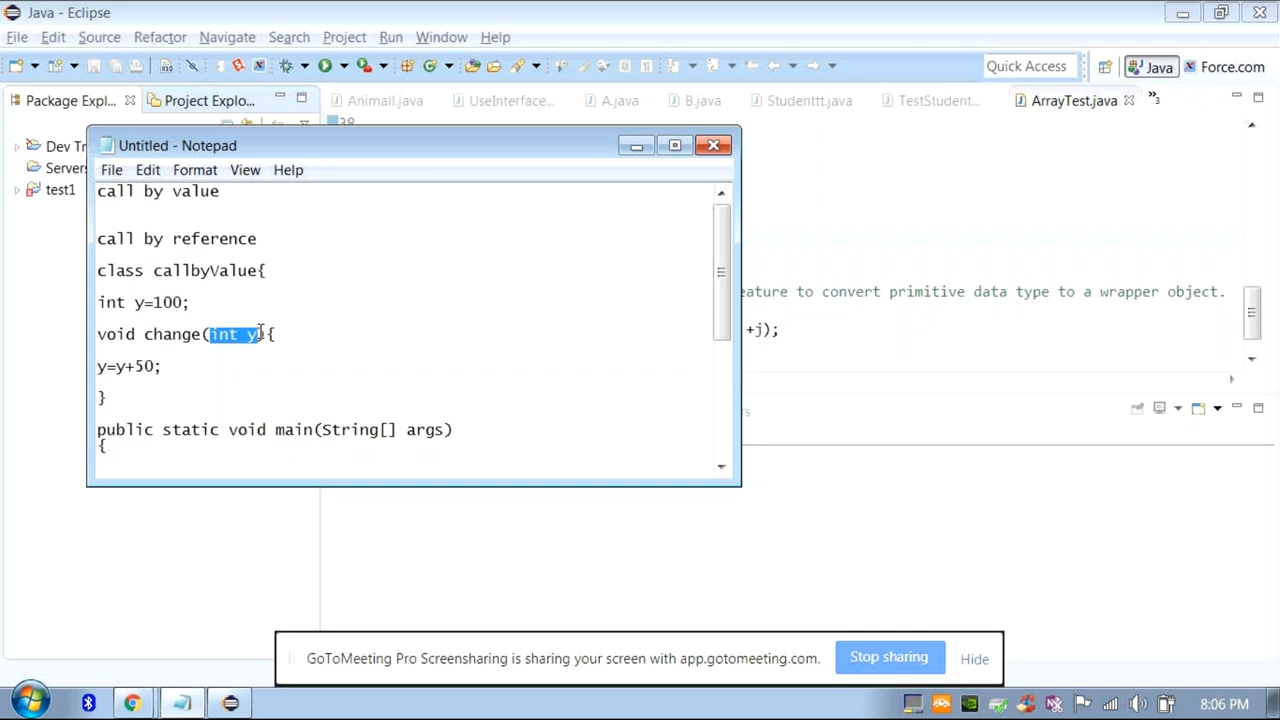 Java - Eclipse
File Edit Source Refactor Navigate Search Project Run Window Help
Quick Access
Java
Force.com
Package Expl...
Project Explo...
Animall.java
UseInterface...
A.java
B.java
Studenttt.java
TestStudent...
ArrayTest.java
»3
38
Dev Tr
Servers
test1
Untitled - Notepad
File Edit Format View Help
call by value
call by reference
class callbyValue{
int y=100;
void change(int y){
y=y+50;
}
public static void main(String[] args)
{
eature to convert primitive data type to a wrapper object.
+j);
GoToMeeting Pro Screensharing is sharing your screen with app.gotomeeting.com.
Stop sharing
Hide
8:06 PM